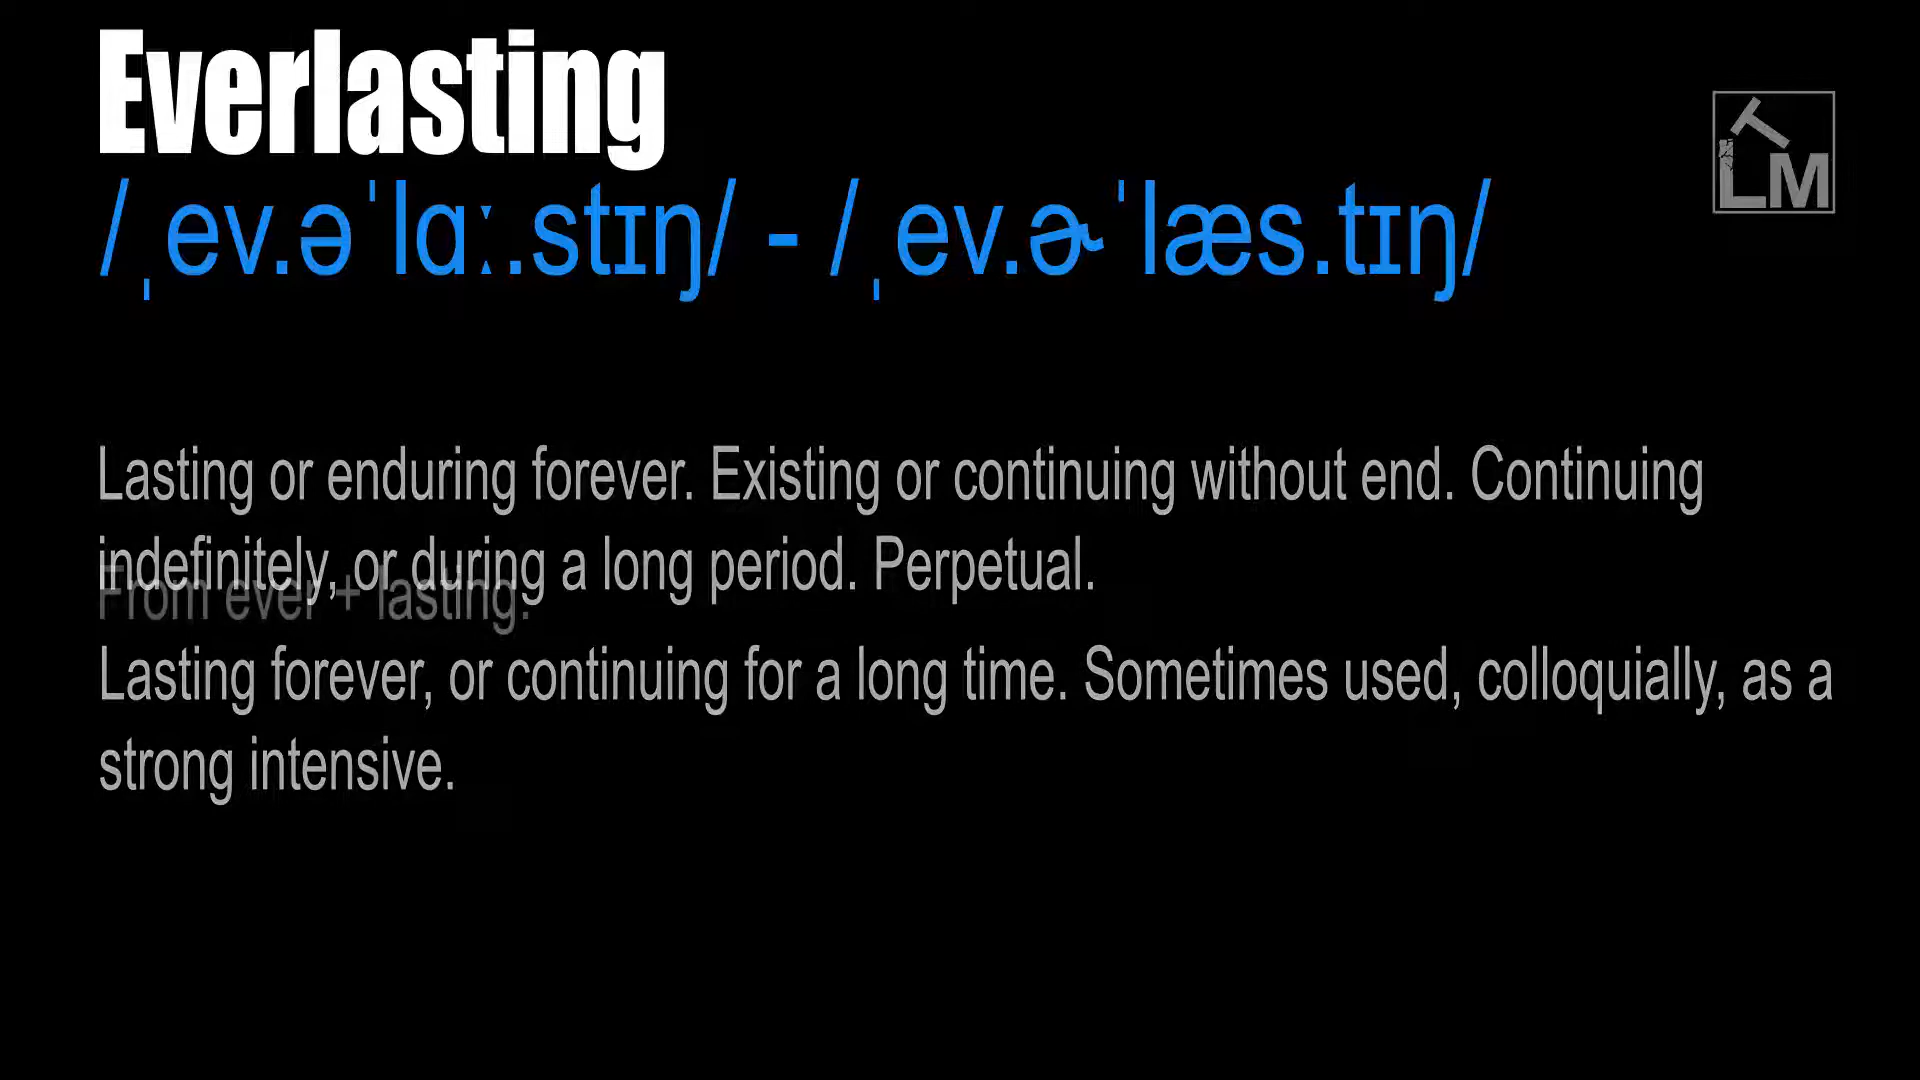 Everlasting
/ˌev.əˈlɑː.stɪŋ/ - /ˌev.ɚˈlæs.tɪŋ/
TLM
Lasting or enduring forever. Existing or continuing without end. Continuing
indefinitely, or during a long period. Perpetual.
From ever + lasting.
Lasting forever, or continuing for a long time. Sometimes used, colloquially, as a
strong intensive.